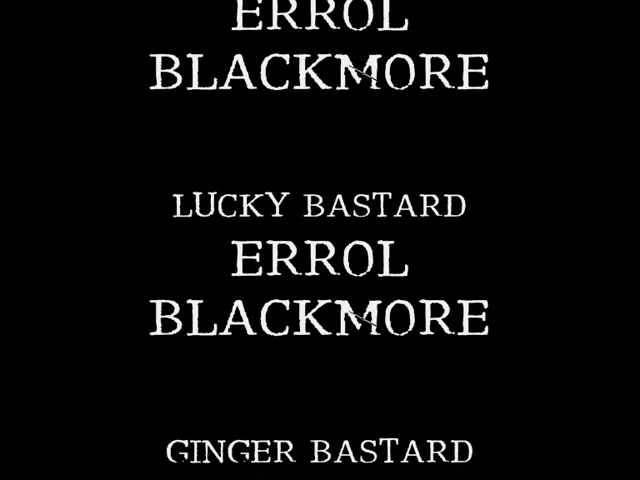 ERROL
BLACKMORE
LUCKY BASTARD
ERROL
BLACKMORE
GINGER BASTARD